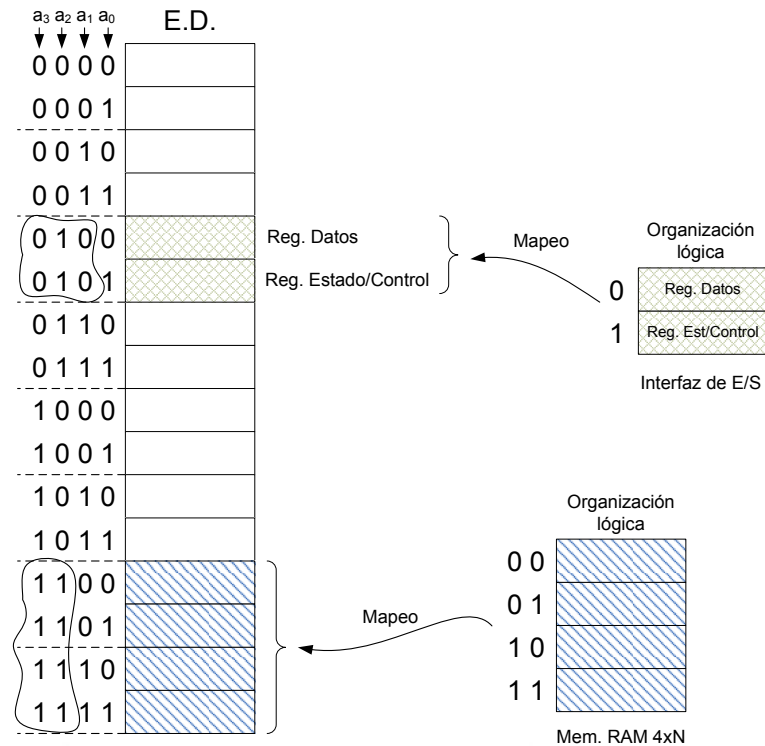 a₃ a₂ a₁ a₀
E.D.
0 0 0 0
0 0 0 1
0 0 1 0
0 0 1 1
0 1 0 0
Reg. Datos
0 1 0 1
Reg. Estado/Control
0 1 1 0
0 1 1 1
1 0 0 0
1 0 0 1
1 0 1 0
1 0 1 1
1 1 0 0
1 1 0 1
1 1 1 0
1 1 1 1
Mapeo
Organización
lógica
0 Reg. Datos
1 Reg. Est/Control
Interfaz de E/S
Mapeo
Organización
lógica
0 0
0 1
1 0
1 1
Mem. RAM 4xN